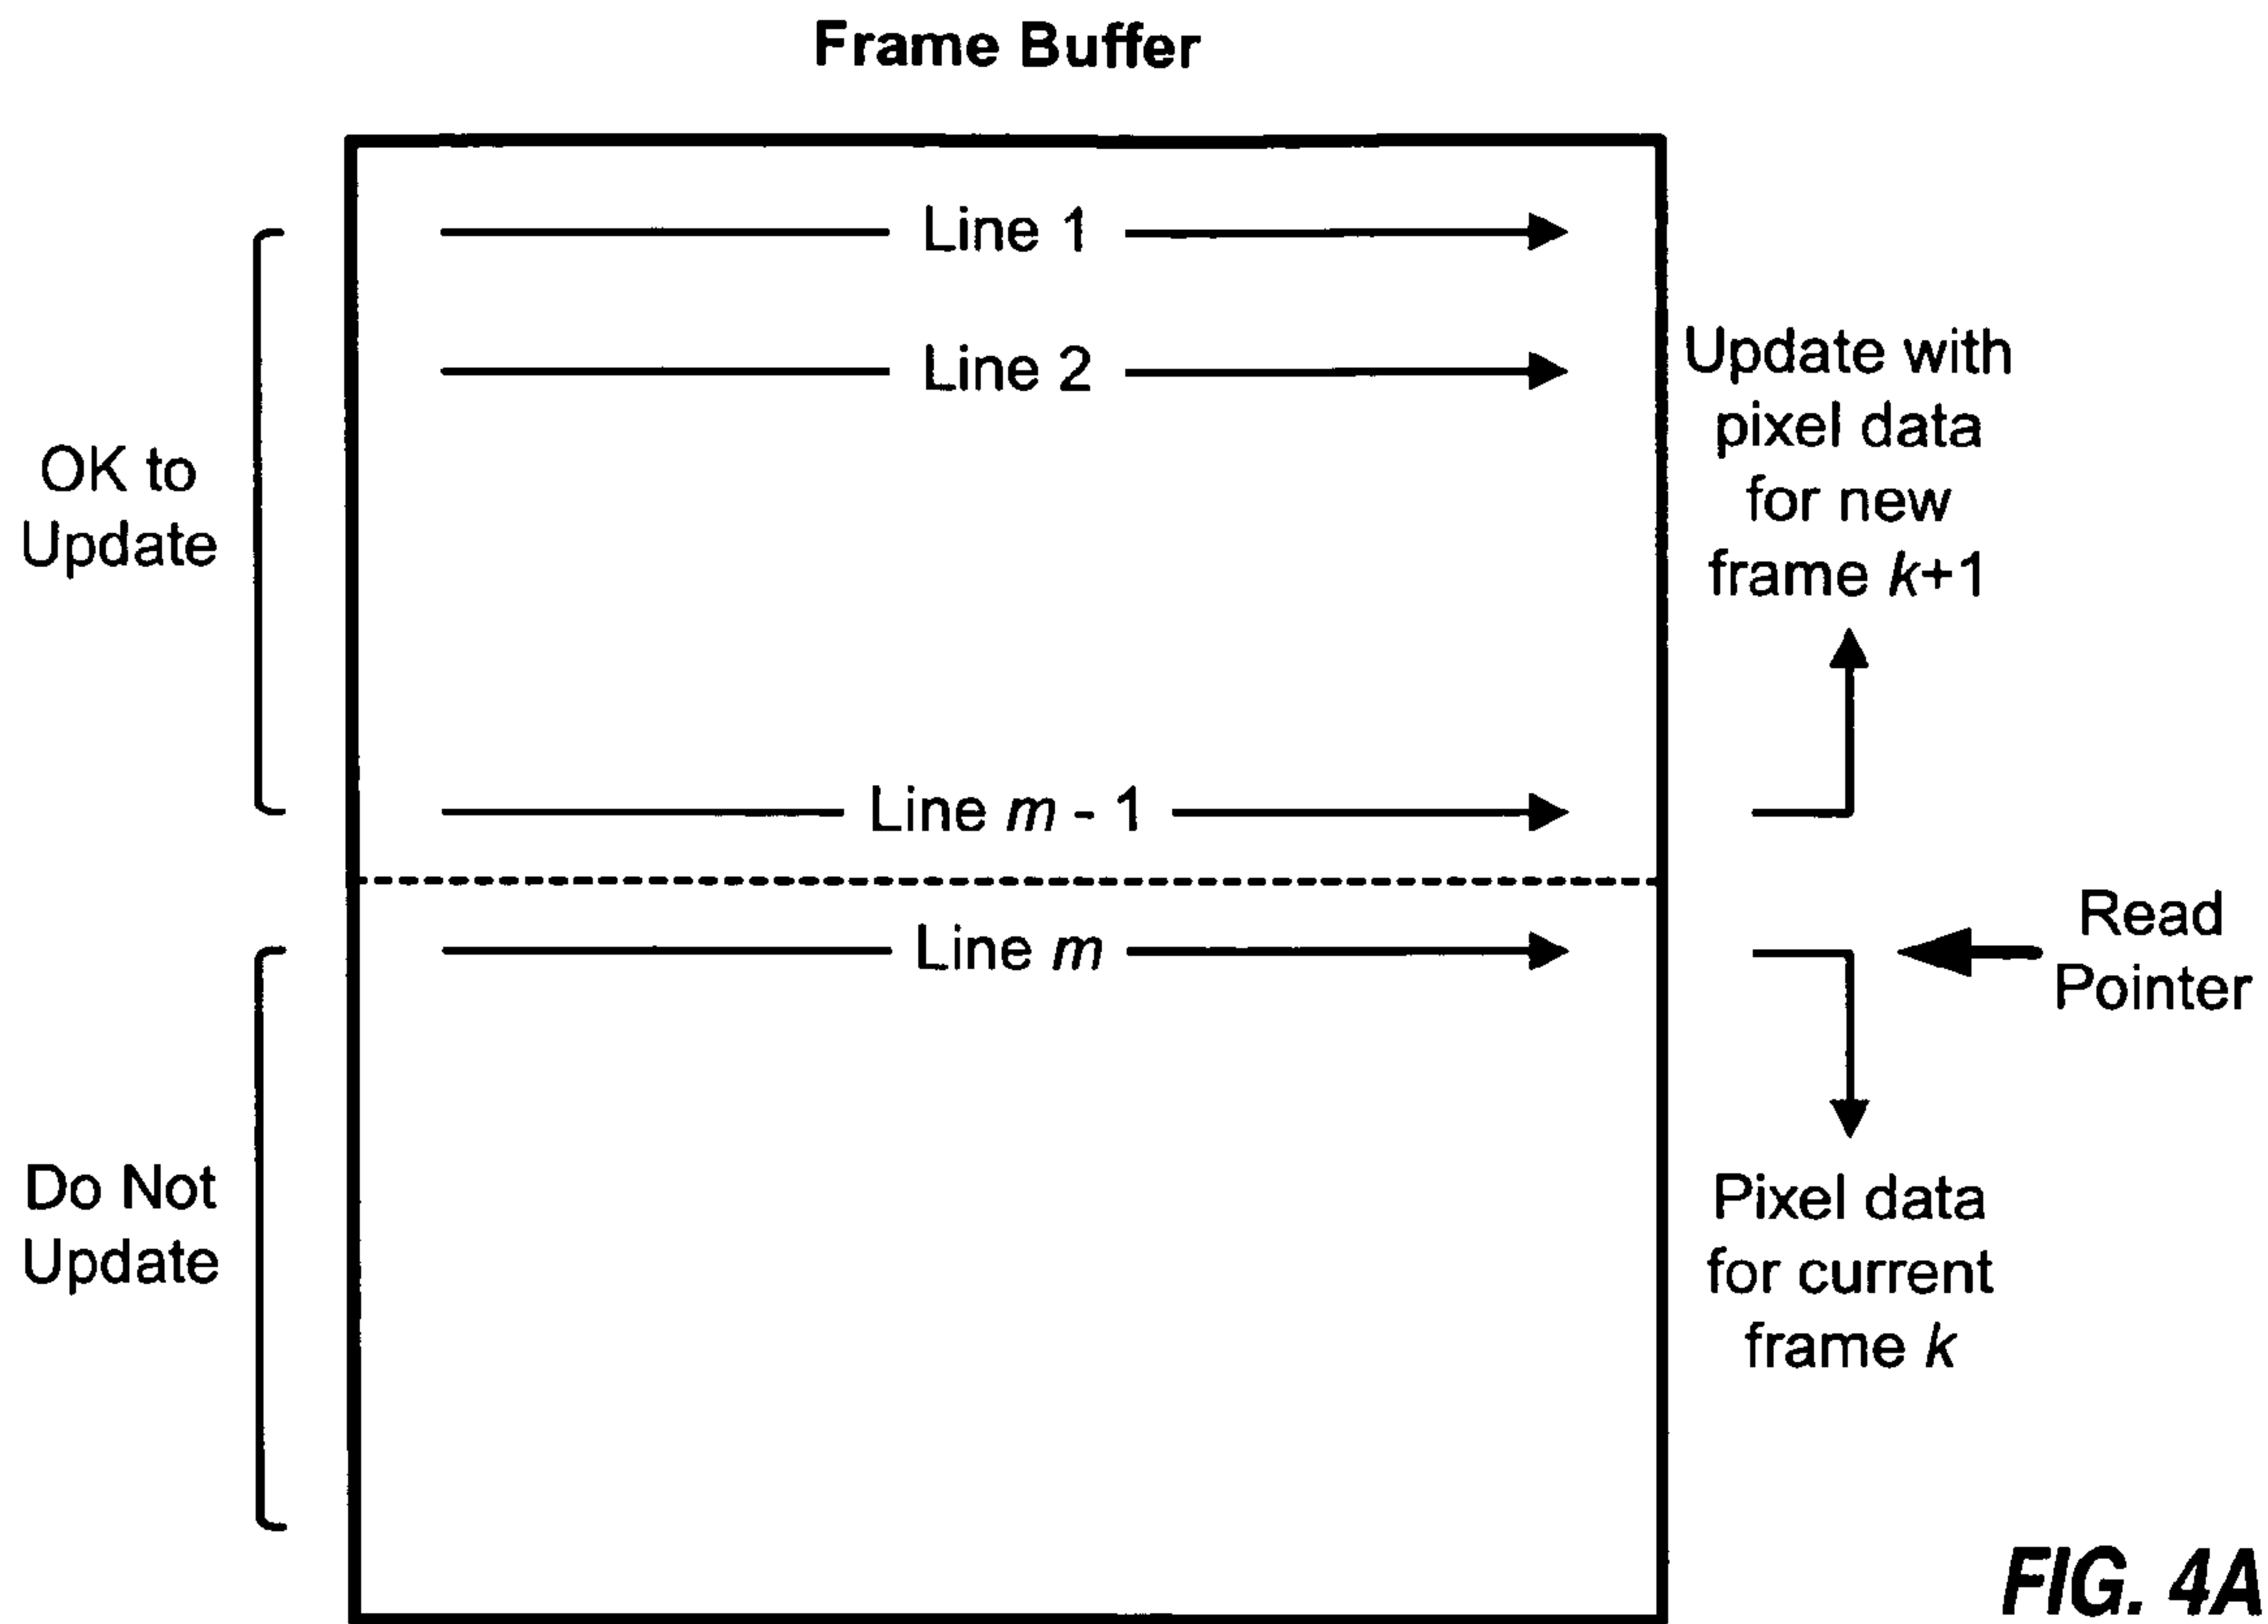 Frame Buffer
Line 1
Line 2
Update with
pixel data
for new
frame k+1
OK to
Update
Line m - 1
Line m
Read
Pointer
Do Not
Update
Pixel data
for current
frame k
FIG. 4A